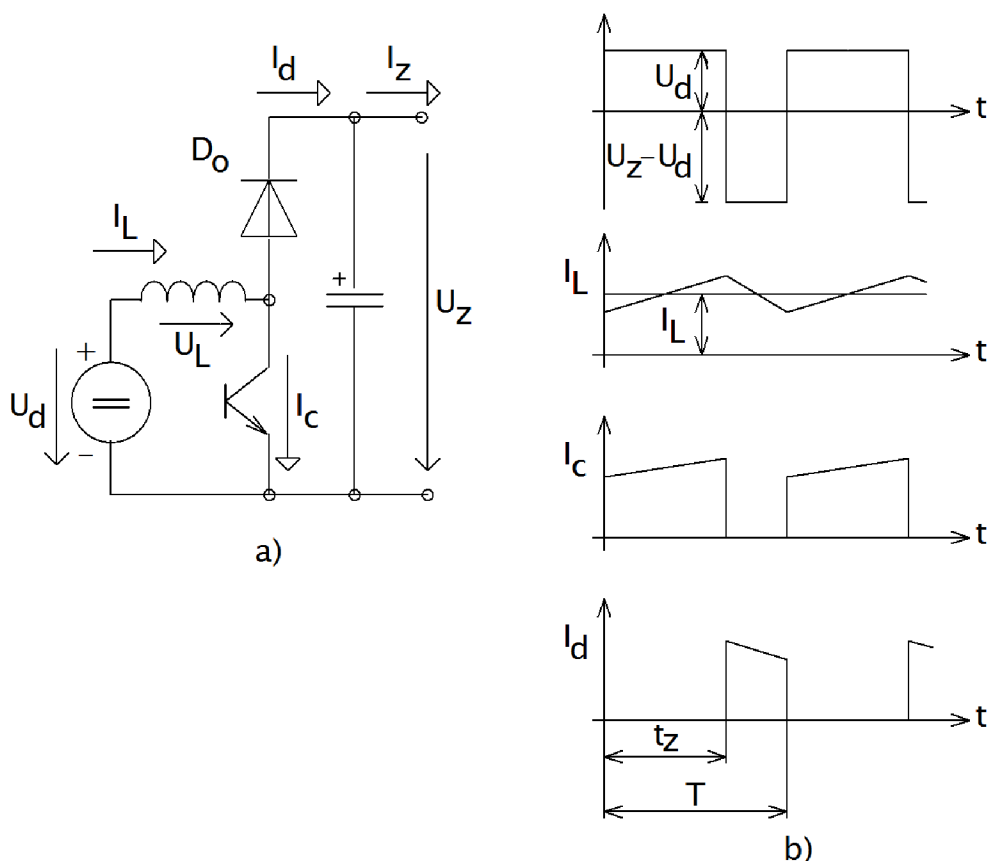 I_d
I_z
D_o
I_L
+
U_z
U_L
+
U_d
−
I_c
a)
U_d
t
U_z−U_d
I_L
I_L
I_c
t
I_d
t
t_z
T
b)